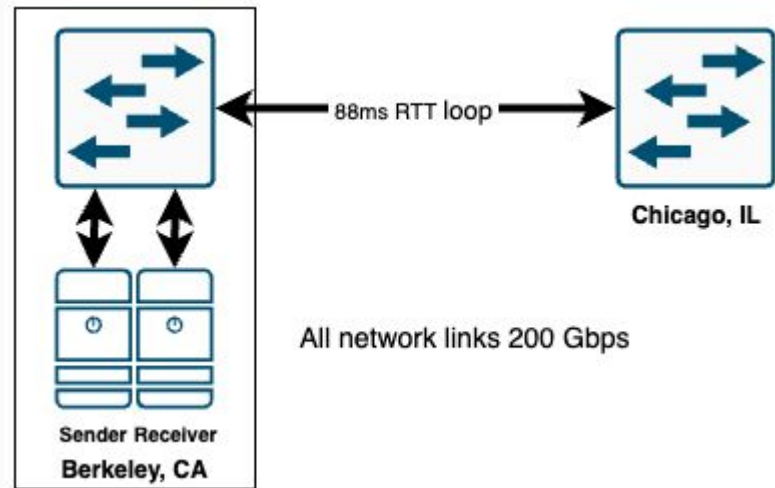 88ms RTT loop
Chicago, IL
All network links 200 Gbps
Sender Receiver
Berkeley, CA